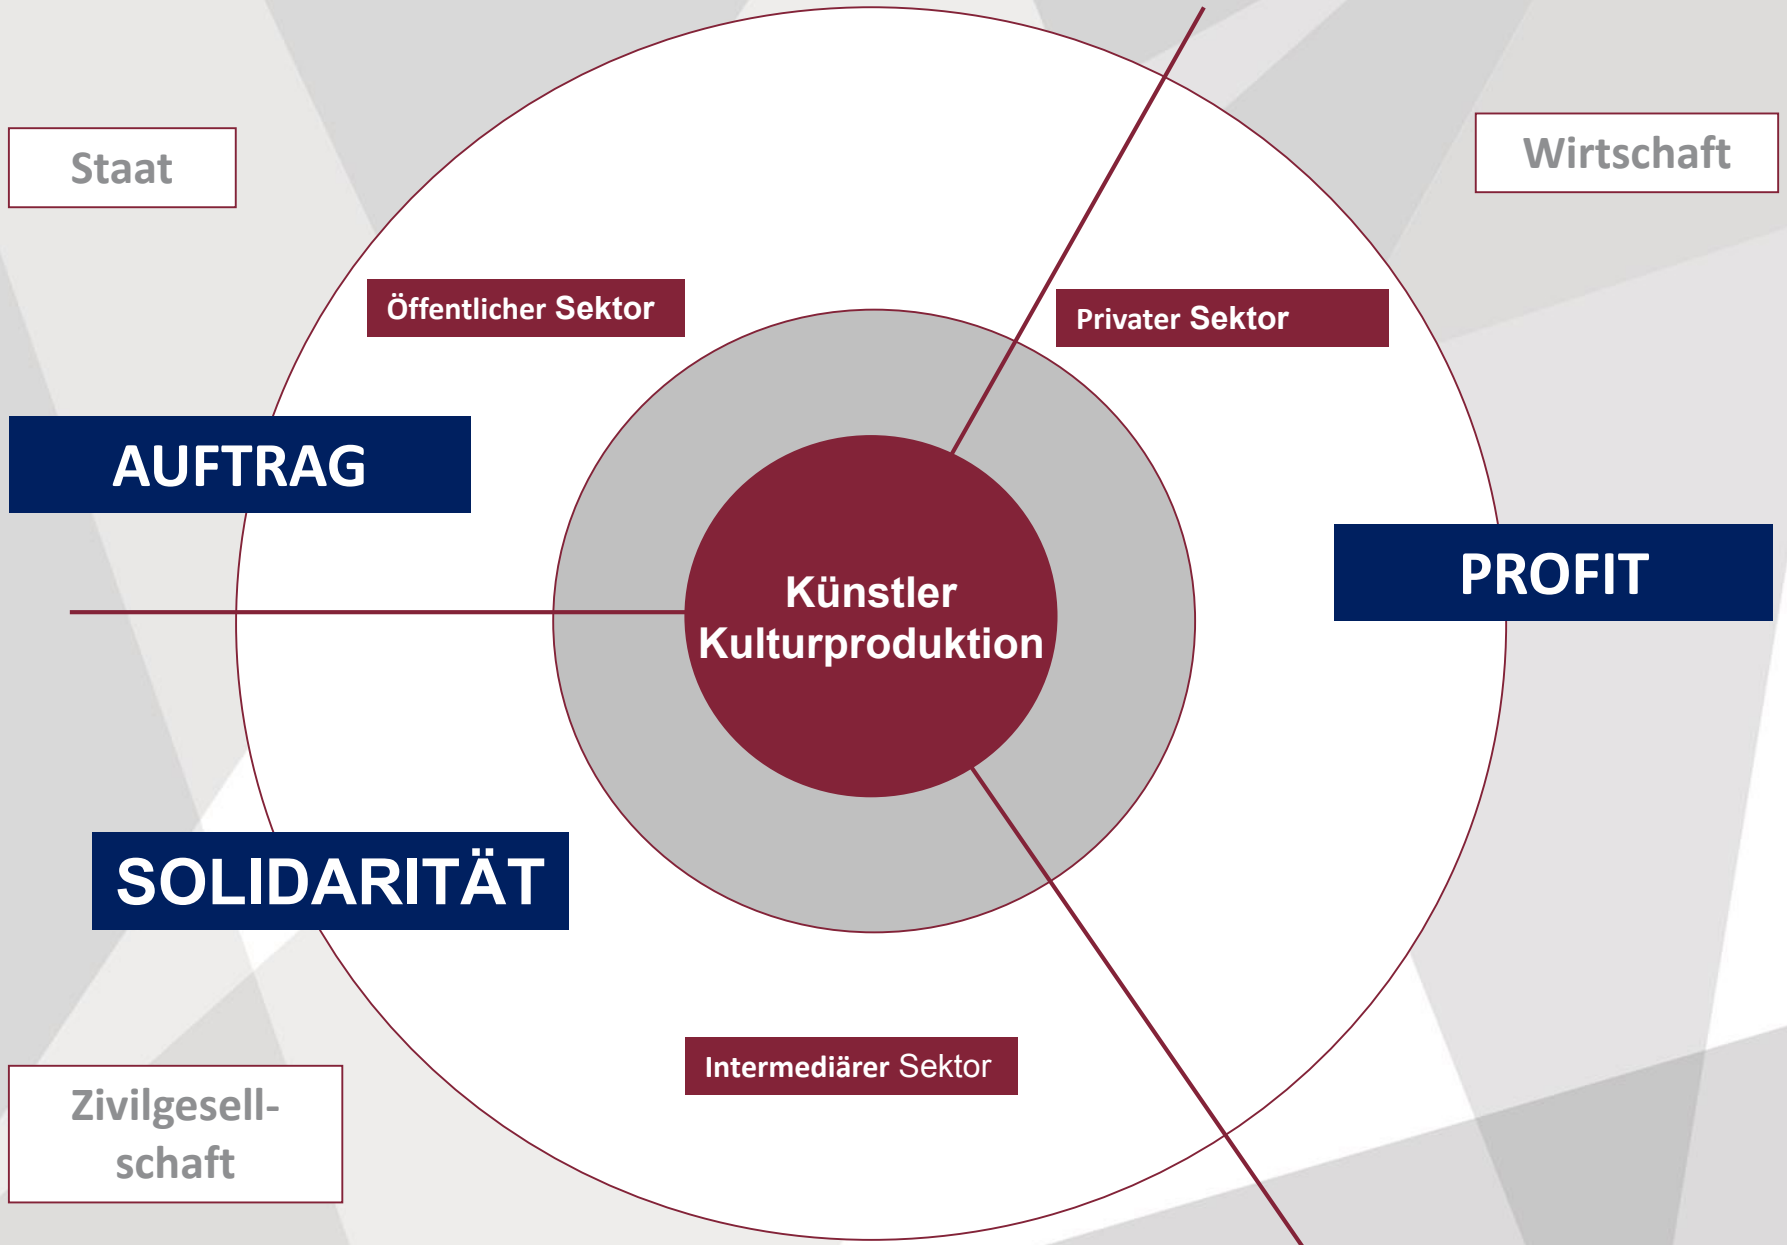 Staat
Wirtschaft
Öffentlicher Sektor
Privater Sektor
AUFTRAG
PROFIT
Künstler
Kulturproduktion
SOLIDARITÄT
Intermediärer Sektor
Zivilgesell-
schaft